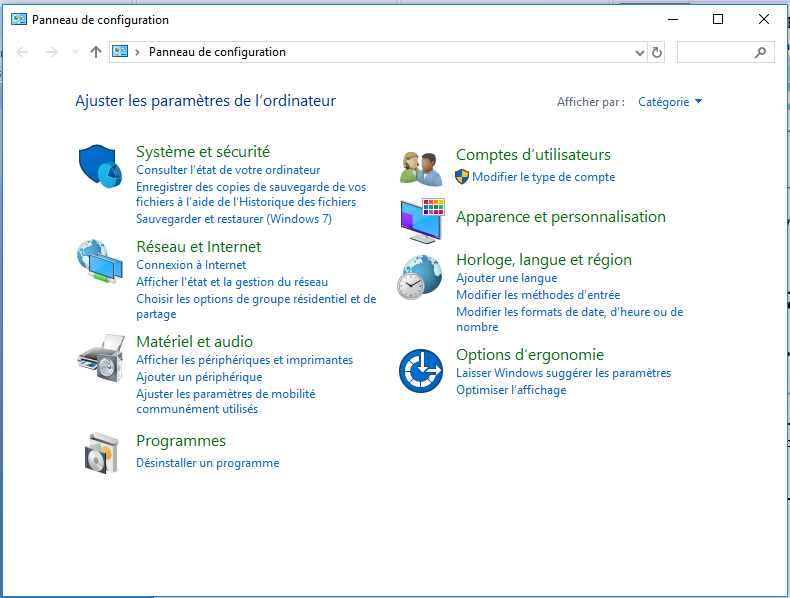 Panneau de configuration
Panneau de configuration
Ajuster les paramètres de l’ordinateur
Afficher par : Catégorie
Système et sécurité
Consulter l’état de votre ordinateur
Enregistrer des copies de sauvegarde de vos
fichiers à l’aide de l’Historique des fichiers
Sauvegarder et restaurer (Windows 7)
Réseau et Internet
Connexion à Internet
Afficher l’état et la gestion du réseau
Choisir les options de groupe résidentiel et de
partage
Matériel et audio
Afficher les périphériques et imprimantes
Ajouter un périphérique
Ajuster les paramètres de mobilité
communément utilisés
Programmes
Désinstaller un programme
Comptes d’utilisateurs
Modifier le type de compte
Apparence et personnalisation
Horloge, langue et région
Ajouter une langue
Modifier les méthodes d’entrée
Modifier les formats de date, d’heure ou de
nombre
Options d’ergonomie
Laisser Windows suggérer les paramètres
Optimiser l’affichage